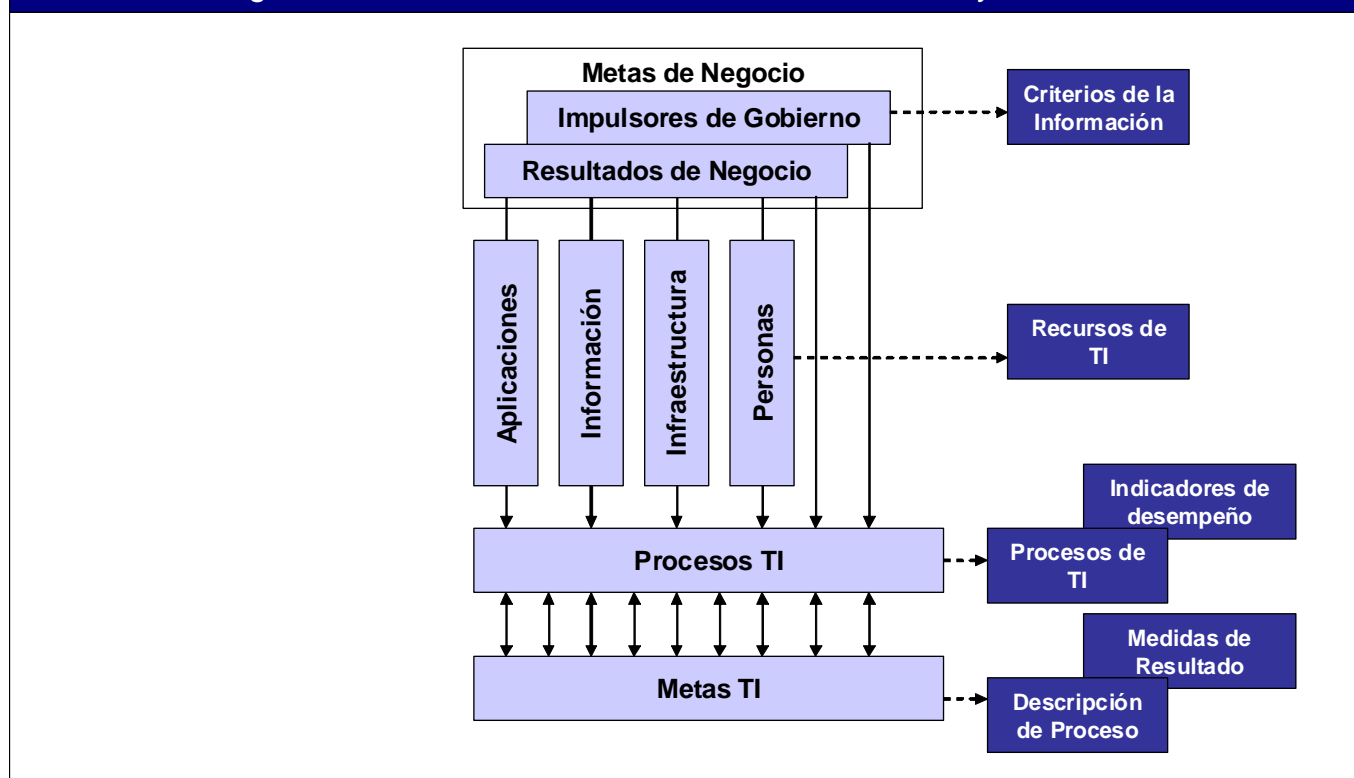 Metas de Negocio
Impulsores de Gobierno
Resultados de Negocio
Criterios de la
Información
Aplicaciones
Información
Infraestructura
Personas
Recursos de
TI
Indicadores de
desempeño
Procesos TI
Procesos de
TI
Medidas de
Resultado
Metas TI
Descripción
de Proceso